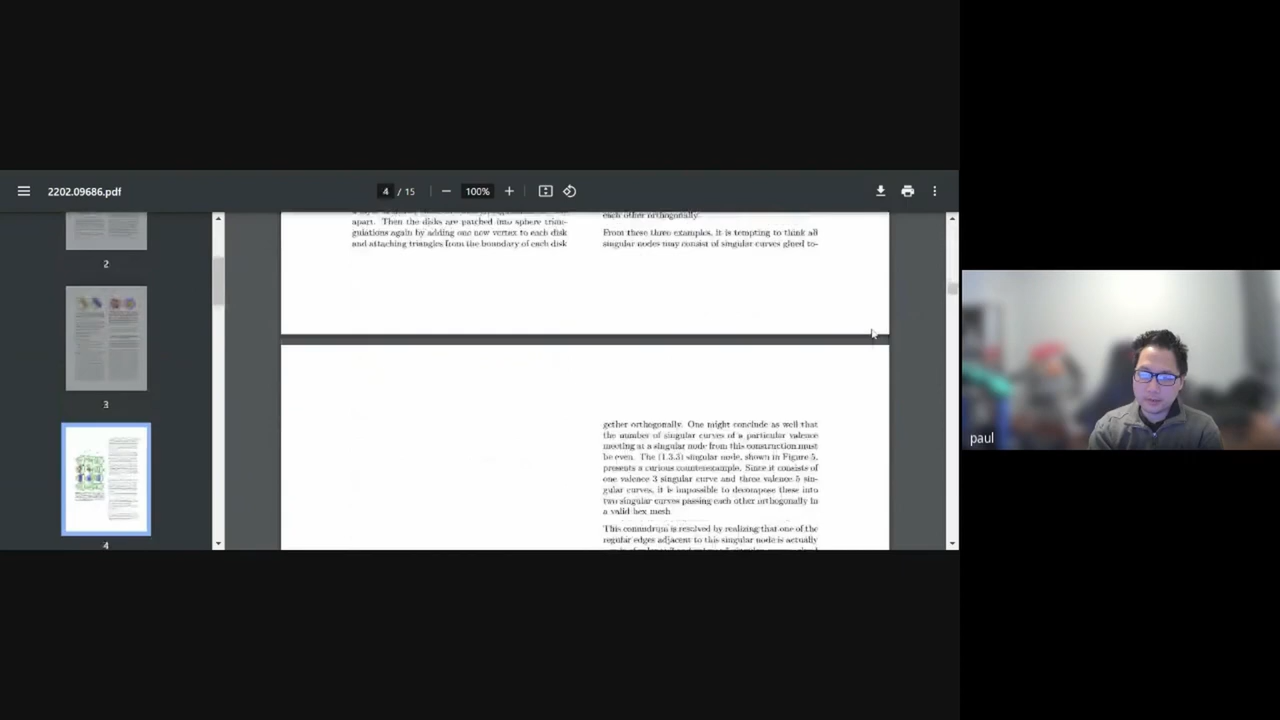 2202.09686.pdf
4 / 15
100%
2
3
4
apart. Then the disks are patched into sphere trian-
gulations again by adding one new vertex to each disk
and attaching triangles from the boundary of each disk
each other orthogonally.
From these three examples, it is tempting to think all
singular nodes may consist of singular curves glued to-
gether orthogonally. One might conclude as well that
the number of singular curves of a particular valence
meeting at a singular node from this construction must
be even. The (1,3,3) singular node, shown in Figure 5,
presents a curious counterexample. Since it consists of
one valence 3 singular curve and three valence 5 sin-
gular curves, it is impossible to decompose these into
two singular curves passing each other orthogonally in
a valid hex mesh
This conundrum is resolved by realizing that one of the
regular edges adjacent to this singular node is actually
paul